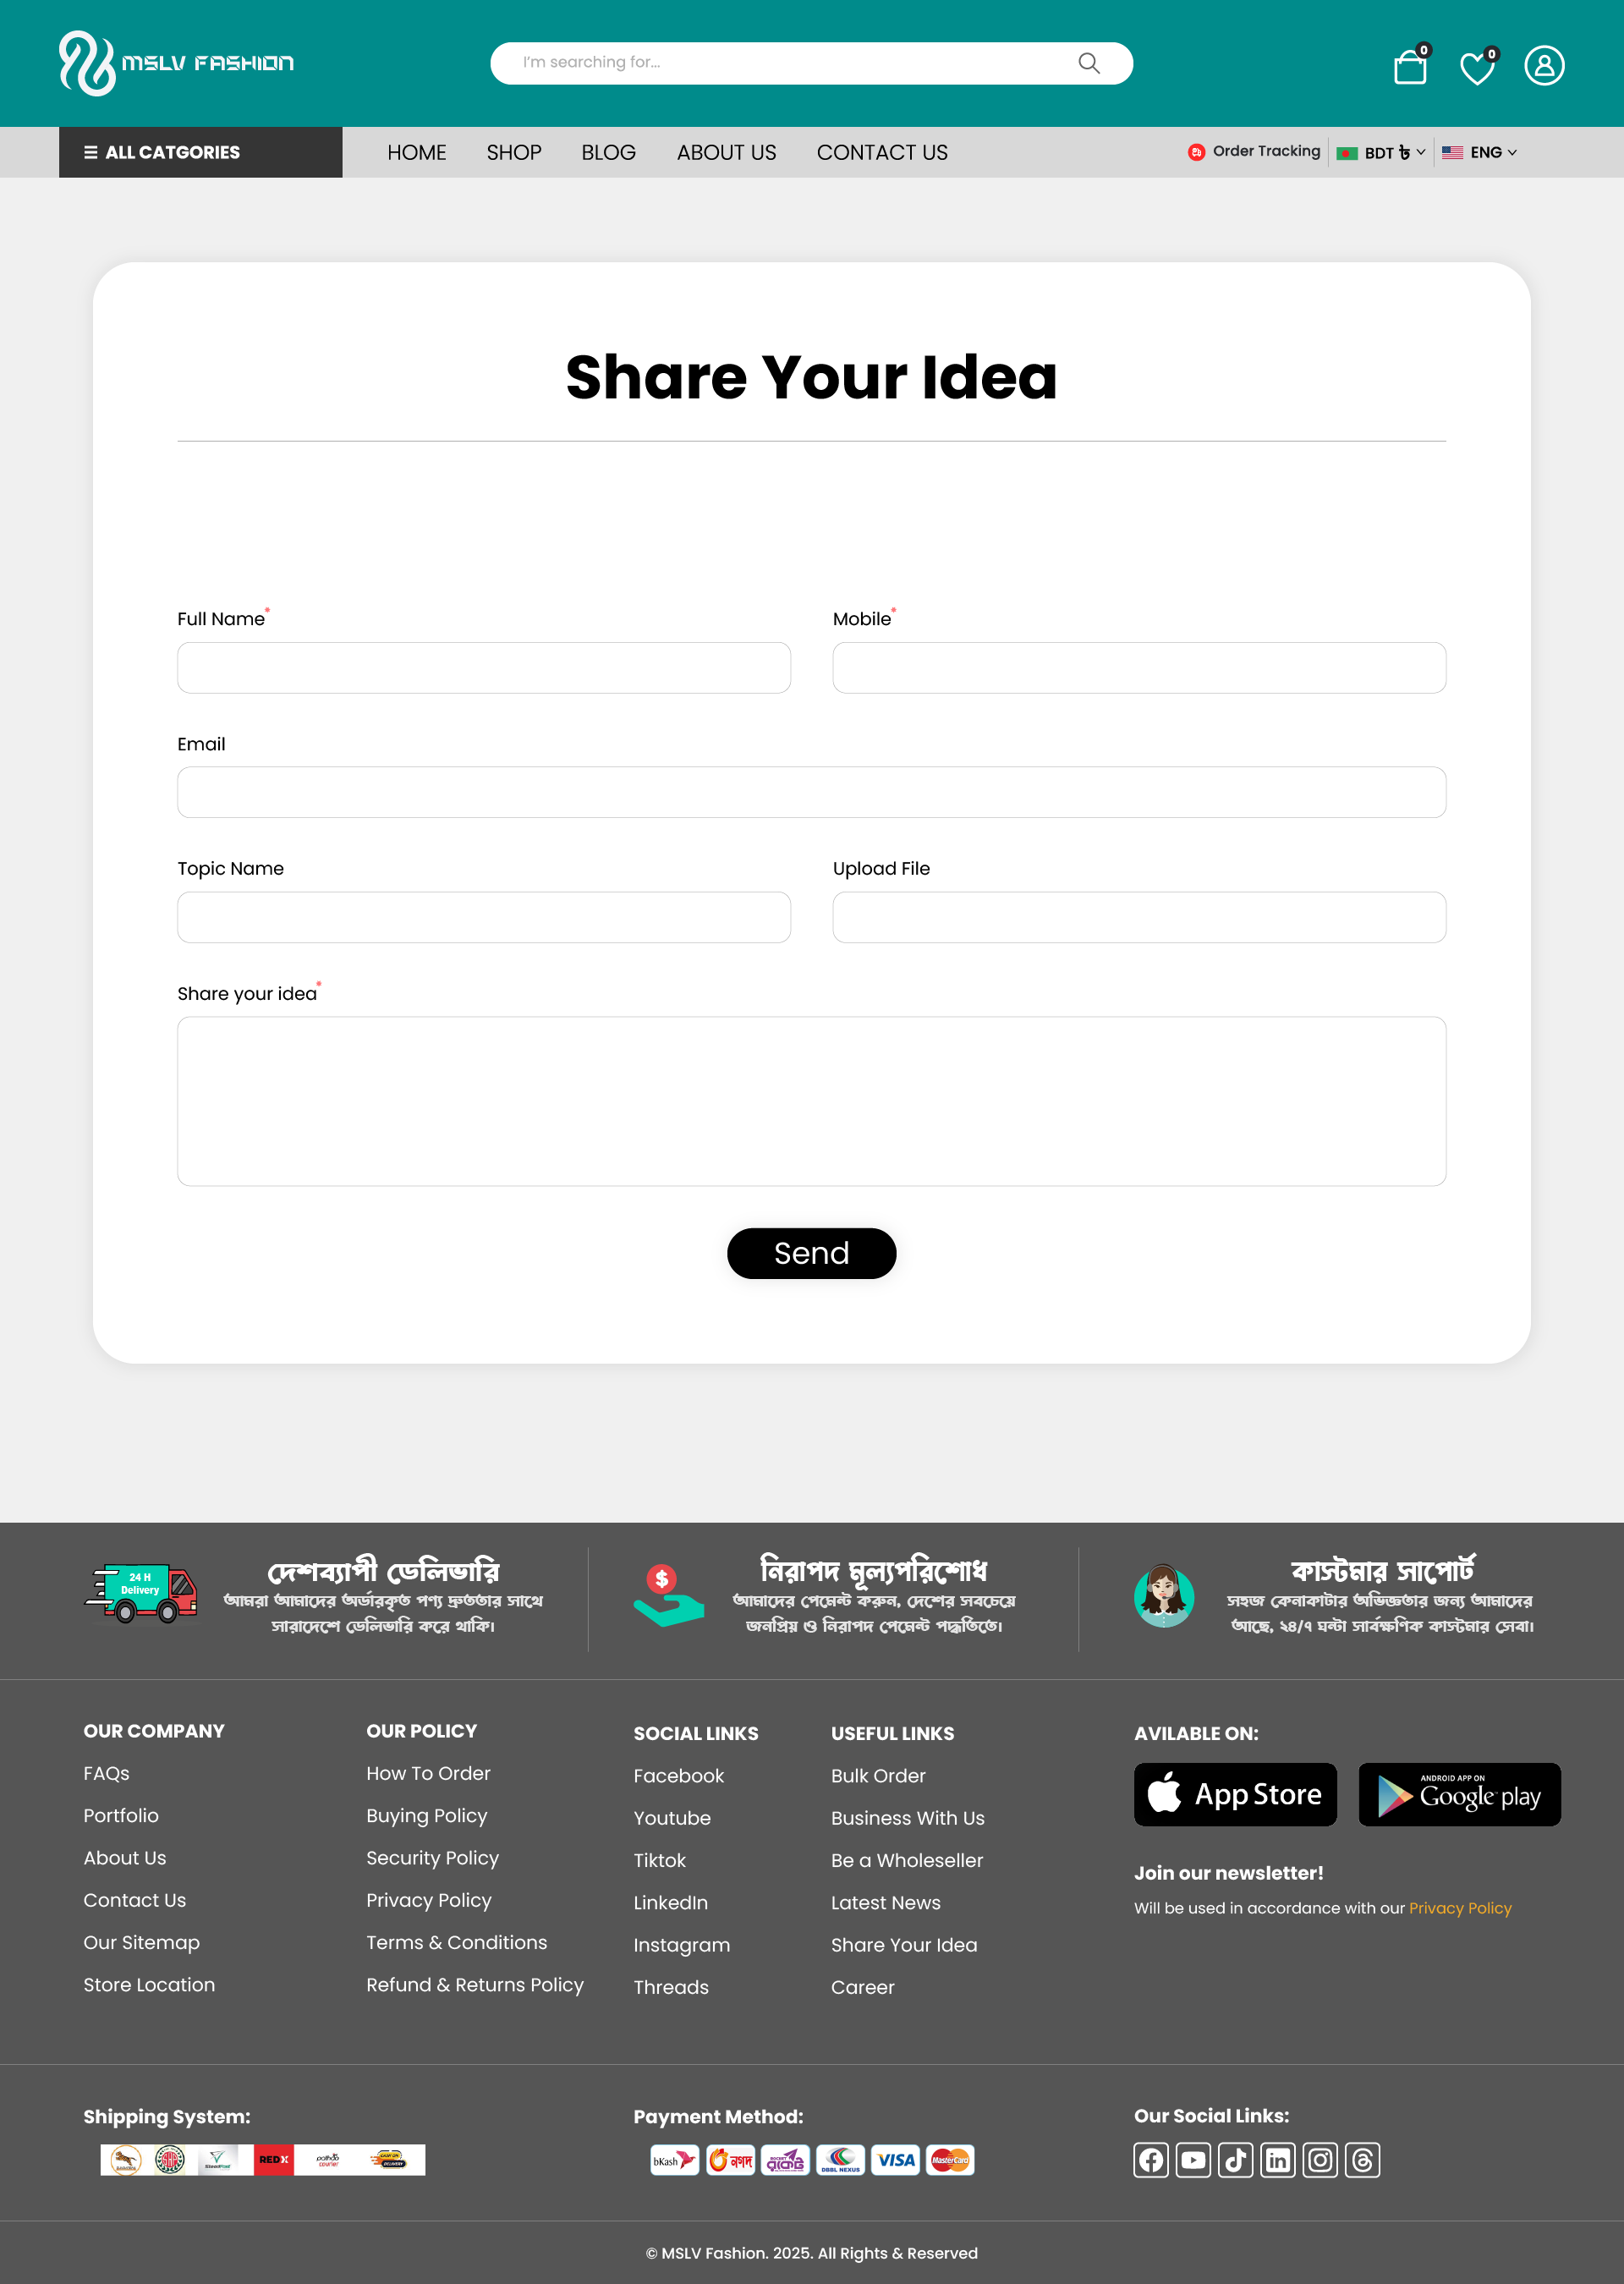 MSLV FASHION
I'm searching for...
0
0
ALL CATGORIES
HOME
SHOP
BLOG
ABOUT US
CONTACT US
Order Tracking
BDT ৳
ENG
Share Your Idea
Full Name*
Mobile*
Email
Topic Name
Upload File
Share your idea*
Send
24 H
Delivery
দেশব্যাপী ডেলিভারি
আমরা আমাদের অর্ডারকৃত পণ্য দ্রুততার সাথে
সারাদেশে ডেলিভারি করে থাকি।
$
নিরাপদ মূল্যপরিশোধ
আমাদের পেমেন্ট করুন, দেশের সবচেয়ে
জনপ্রিয় ও নিরাপদ পেমেন্ট পদ্ধতিতে।
কাস্টমার সাপোর্ট
সহজ কেনাকাটার অভিজ্ঞতার জন্য আমাদের
আছে, ২৪/৭ ঘন্টা সার্বক্ষণিক কাস্টমার সেবা।
OUR COMPANY
FAQs
Portfolio
About Us
Contact Us
Our Sitemap
Store Location
OUR POLICY
How To Order
Buying Policy
Security Policy
Privacy Policy
Terms & Conditions
Refund & Returns Policy
SOCIAL LINKS
Facebook
Youtube
Tiktok
LinkedIn
Instagram
Threads
USEFUL LINKS
Bulk Order
Business With Us
Be a Wholeseller
Latest News
Share Your Idea
Career
AVILABLE ON:
App Store
ANDROID APP ON
Google play
Join our newsletter!
Will be used in accordance with our Privacy Policy
Shipping System:
REDX
pathao
courier
CASH ON
DELIVERY
Payment Method:
bKash
নগদ
রকেট
DBBL NEXUS
VISA
MasterCard
Our Social Links:
© MSLV Fashion. 2025. All Rights & Reserved